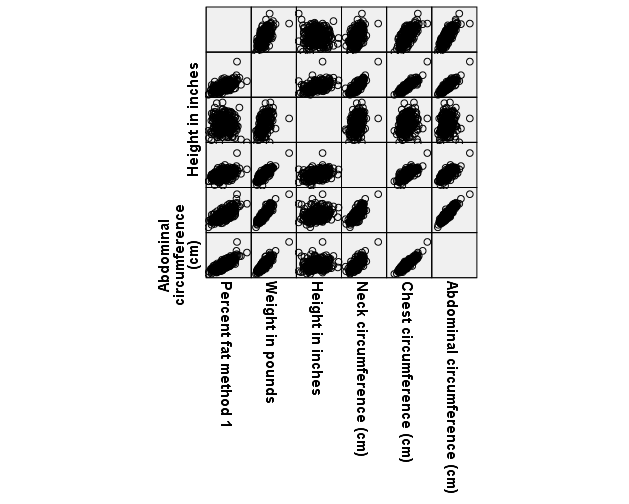 Height in inches
Abdominal
circumference
(cm)
Percent fat method 1
Weight in pounds
Height in inches
Neck circumference (cm)
Chest circumference (cm)
Abdominal circumference (cm)